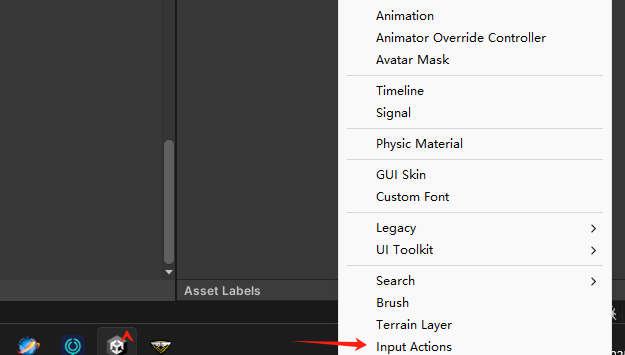 Animation
Animator Override Controller
Avatar Mask
Timeline
Signal
Physic Material
GUI Skin
Custom Font
Legacy
UI Toolkit
Search
Asset Labels
Brush
Terrain Layer
Input Actions